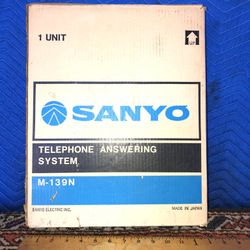 1 UNIT
UP
SANYO
TELEPHONE ANSWERING
SYSTEM
M-139N
SANYO ELECTRIC INC.
MADE IN JAPAN